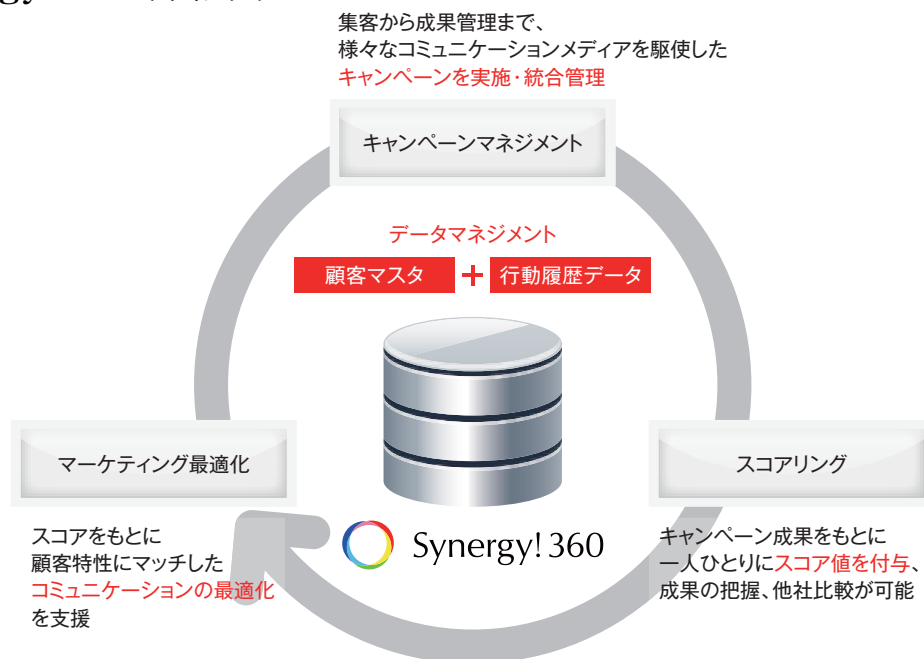 集客から成果管理まで、
様々なコミュニケーションメディアを駆使した
キャンペーンを実施・統合管理
キャンペーンマネジメント
データマネジメント
顧客マスタ + 行動履歴データ
マーケティング最適化
スコアリング
Synergy! 360
スコアをもとに
顧客特性にマッチした
コミュニケーションの最適化
を支援
キャンペーン成果をもとに
一人ひとりにスコア値を付与、
成果の把握、他社比較が可能